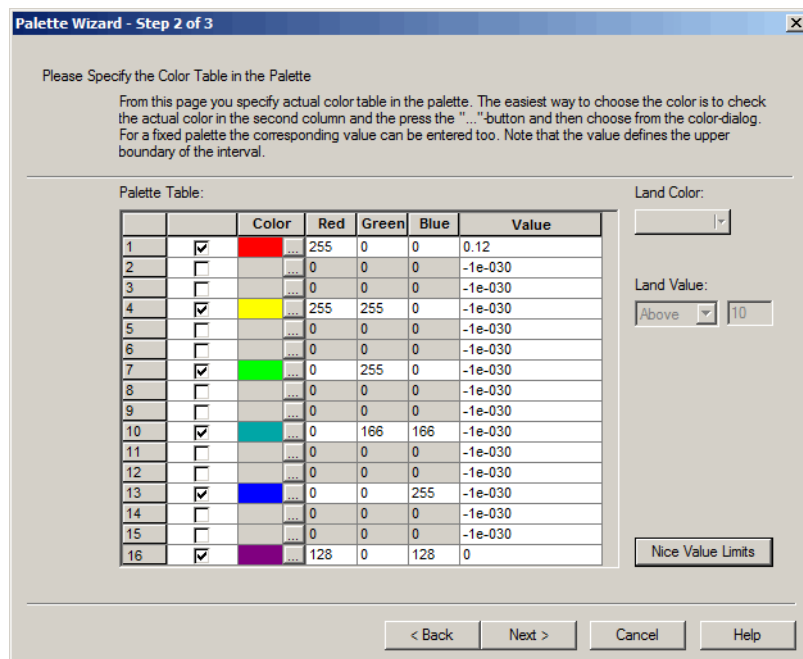 Palette Wizard - Step 2 of 3
Please Specify the Color Table in the Palette
From this page you specify actual color table in the palette. The easiest way to choose the color is to check
the actual color in the second column and the press the "..."-button and then choose from the color-dialog.
For a fixed palette the corresponding value can be entered too. Note that the value defines the upper
boundary of the interval.
Palette Table:
Color Red Green Blue Value
1 ... 255 0 0 0.12
2 ... 0 0 0 -1e-030
3 ... 0 0 0 -1e-030
4 ... 255 255 0 -1e-030
5 ... 0 0 0 -1e-030
6 ... 0 0 0 -1e-030
7 ... 0 255 0 -1e-030
8 ... 0 0 0 -1e-030
9 ... 0 0 0 -1e-030
10 ... 0 166 166 -1e-030
11 ... 0 0 0 -1e-030
12 ... 0 0 0 -1e-030
13 ... 0 0 255 -1e-030
14 ... 0 0 0 -1e-030
15 ... 0 0 0 -1e-030
16 ... 128 0 128 0
Land Color:
Land Value:
Above 10
Nice Value Limits
< Back Next > Cancel Help